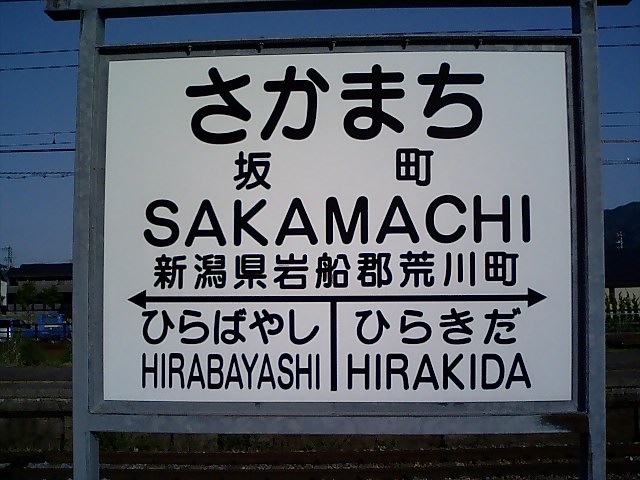 さかまち
坂町
SAKAMACHI
新潟県岩船郡荒川町
ひらばやし ひらきだ
HIRABAYASHI HIRAKIDA